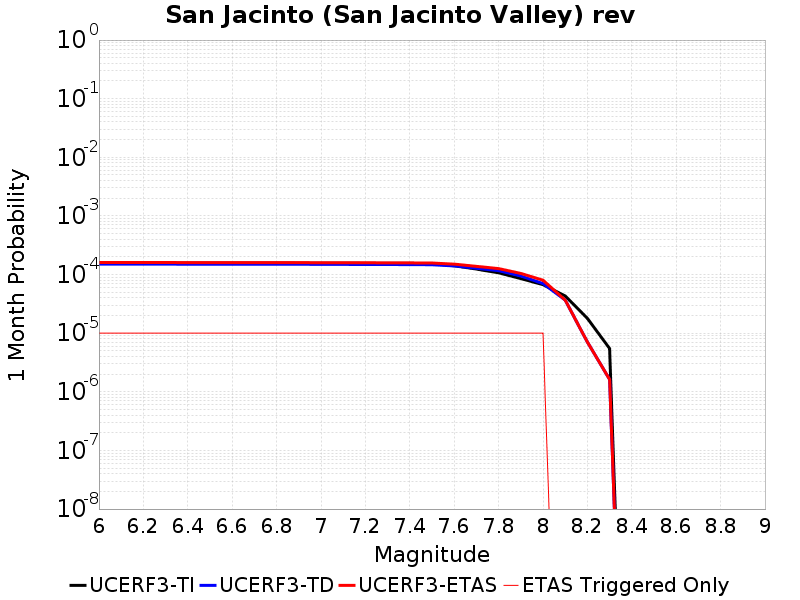 San Jacinto (San Jacinto Valley) rev
10^0
10^-1
10^-2
10^-3
10^-4
10^-5
10^-6
10^-7
10^-8
1 Month Probability
6 6.2 6.4 6.6 6.8 7 7.2 7.4 7.6 7.8 8 8.2 8.4 8.6 8.8 9
Magnitude
UCERF3-TI UCERF3-TD UCERF3-ETAS ETAS Triggered Only